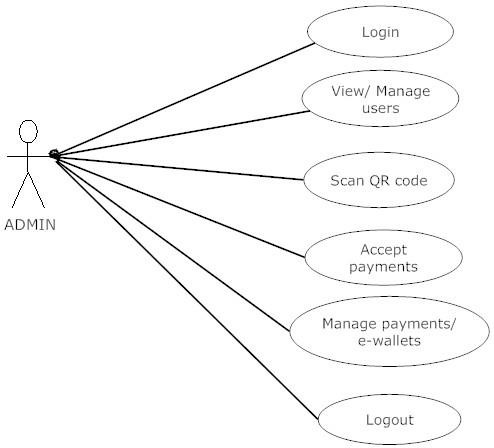 Login
View/ Manage
users
Scan QR code
ADMIN
Accept
payments
Manage payments/
e-wallets
Logout